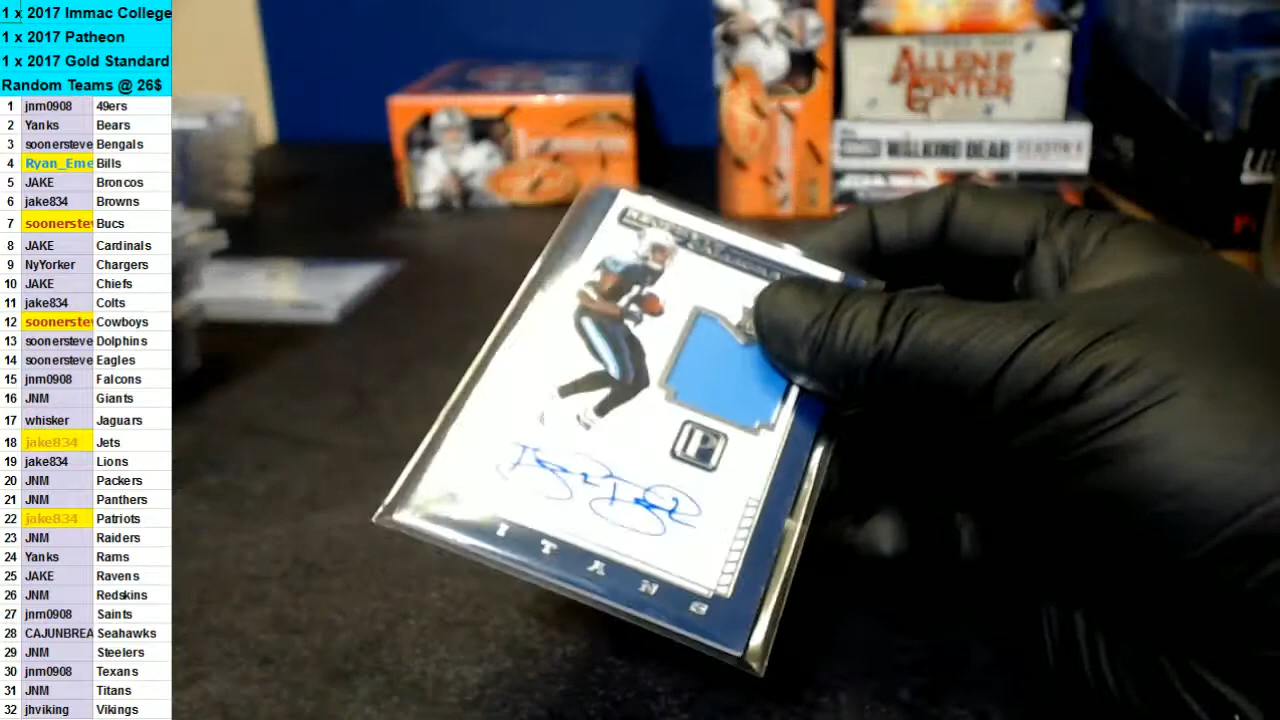 1 x 2017 Immac College
1 x 2017 Patheon
1 x 2017 Gold Standard
Random Teams @ 26$
1 jnm0908 49ers
2 Yanks Bears
3 soonersteve Bengals
4 Ryan_Eme Bills
5 JAKE Broncos
6 jake834 Browns
7 soonerstev Bucs
8 JAKE Cardinals
9 NyYorker Chargers
10 JAKE Chiefs
11 jake834 Colts
12 soonerstev Cowboys
13 soonersteve Dolphins
14 soonersteve Eagles
15 jnm0908 Falcons
16 JNM Giants
17 whisker Jaguars
18 jake834 Jets
19 jake834 Lions
20 JNM Packers
21 JNM Panthers
22 jake834 Patriots
23 JNM Raiders
24 Yanks Rams
25 JAKE Ravens
26 JNM Redskins
27 jnm0908 Saints
28 CAJUNBREA Seahawks
29 JNM Steelers
30 jnm0908 Texans
31 JNM Titans
32 jhviking Vikings
ALLEN &
GINTER
WALKING DEAD
P
ITANS